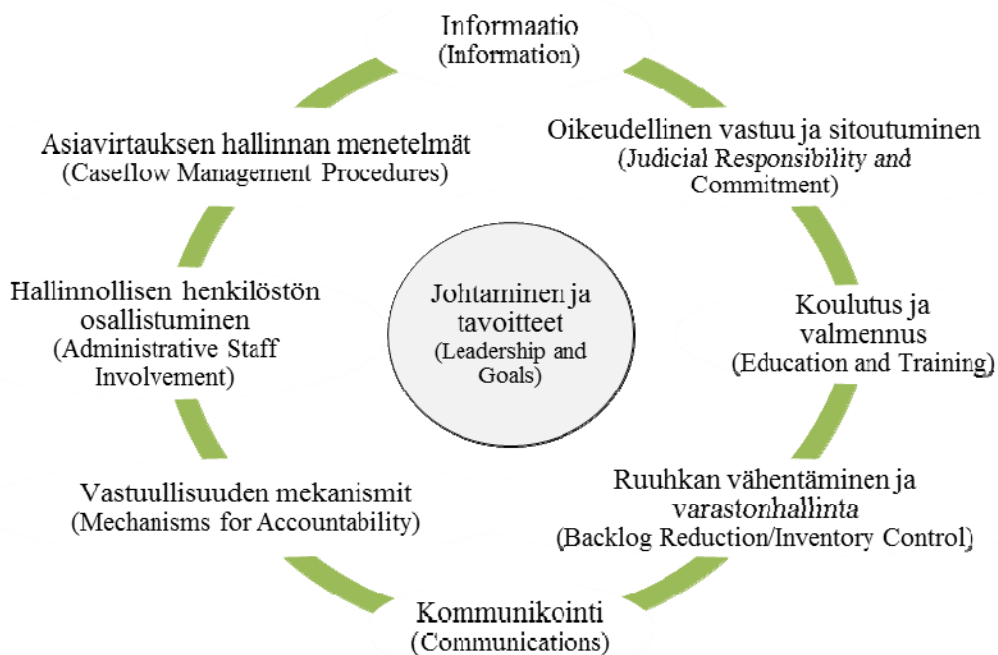 Informaatio
(Information)
Oikeudellinen vastuu ja sitoutuminen
(Judicial Responsibility and
Commitment)
Koulutus ja
valmennus
(Education and Training)
Ruuhkan vähentäminen ja
varastonhallinta
(Backlog Reduction/Inventory Control)
Kommunikointi
(Communications)
Vastuullisuuden mekanismit
(Mechanisms for Accountability)
Hallinnollisen henkilöstön
osallistuminen
(Administrative Staff
Involvement)
Asiavirtauksen hallinnan menetelmät
(Caseflow Management Procedures)
Johtaminen ja
tavoitteet
(Leadership and
Goals)